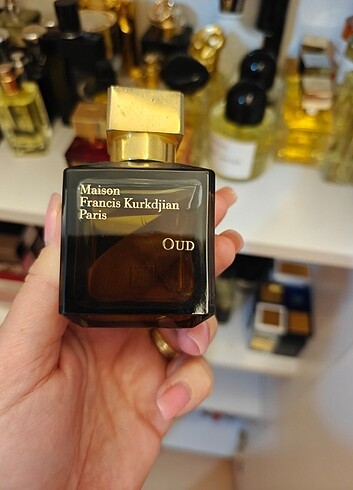 Maison
Francis Kurkdjian
Paris
OUD